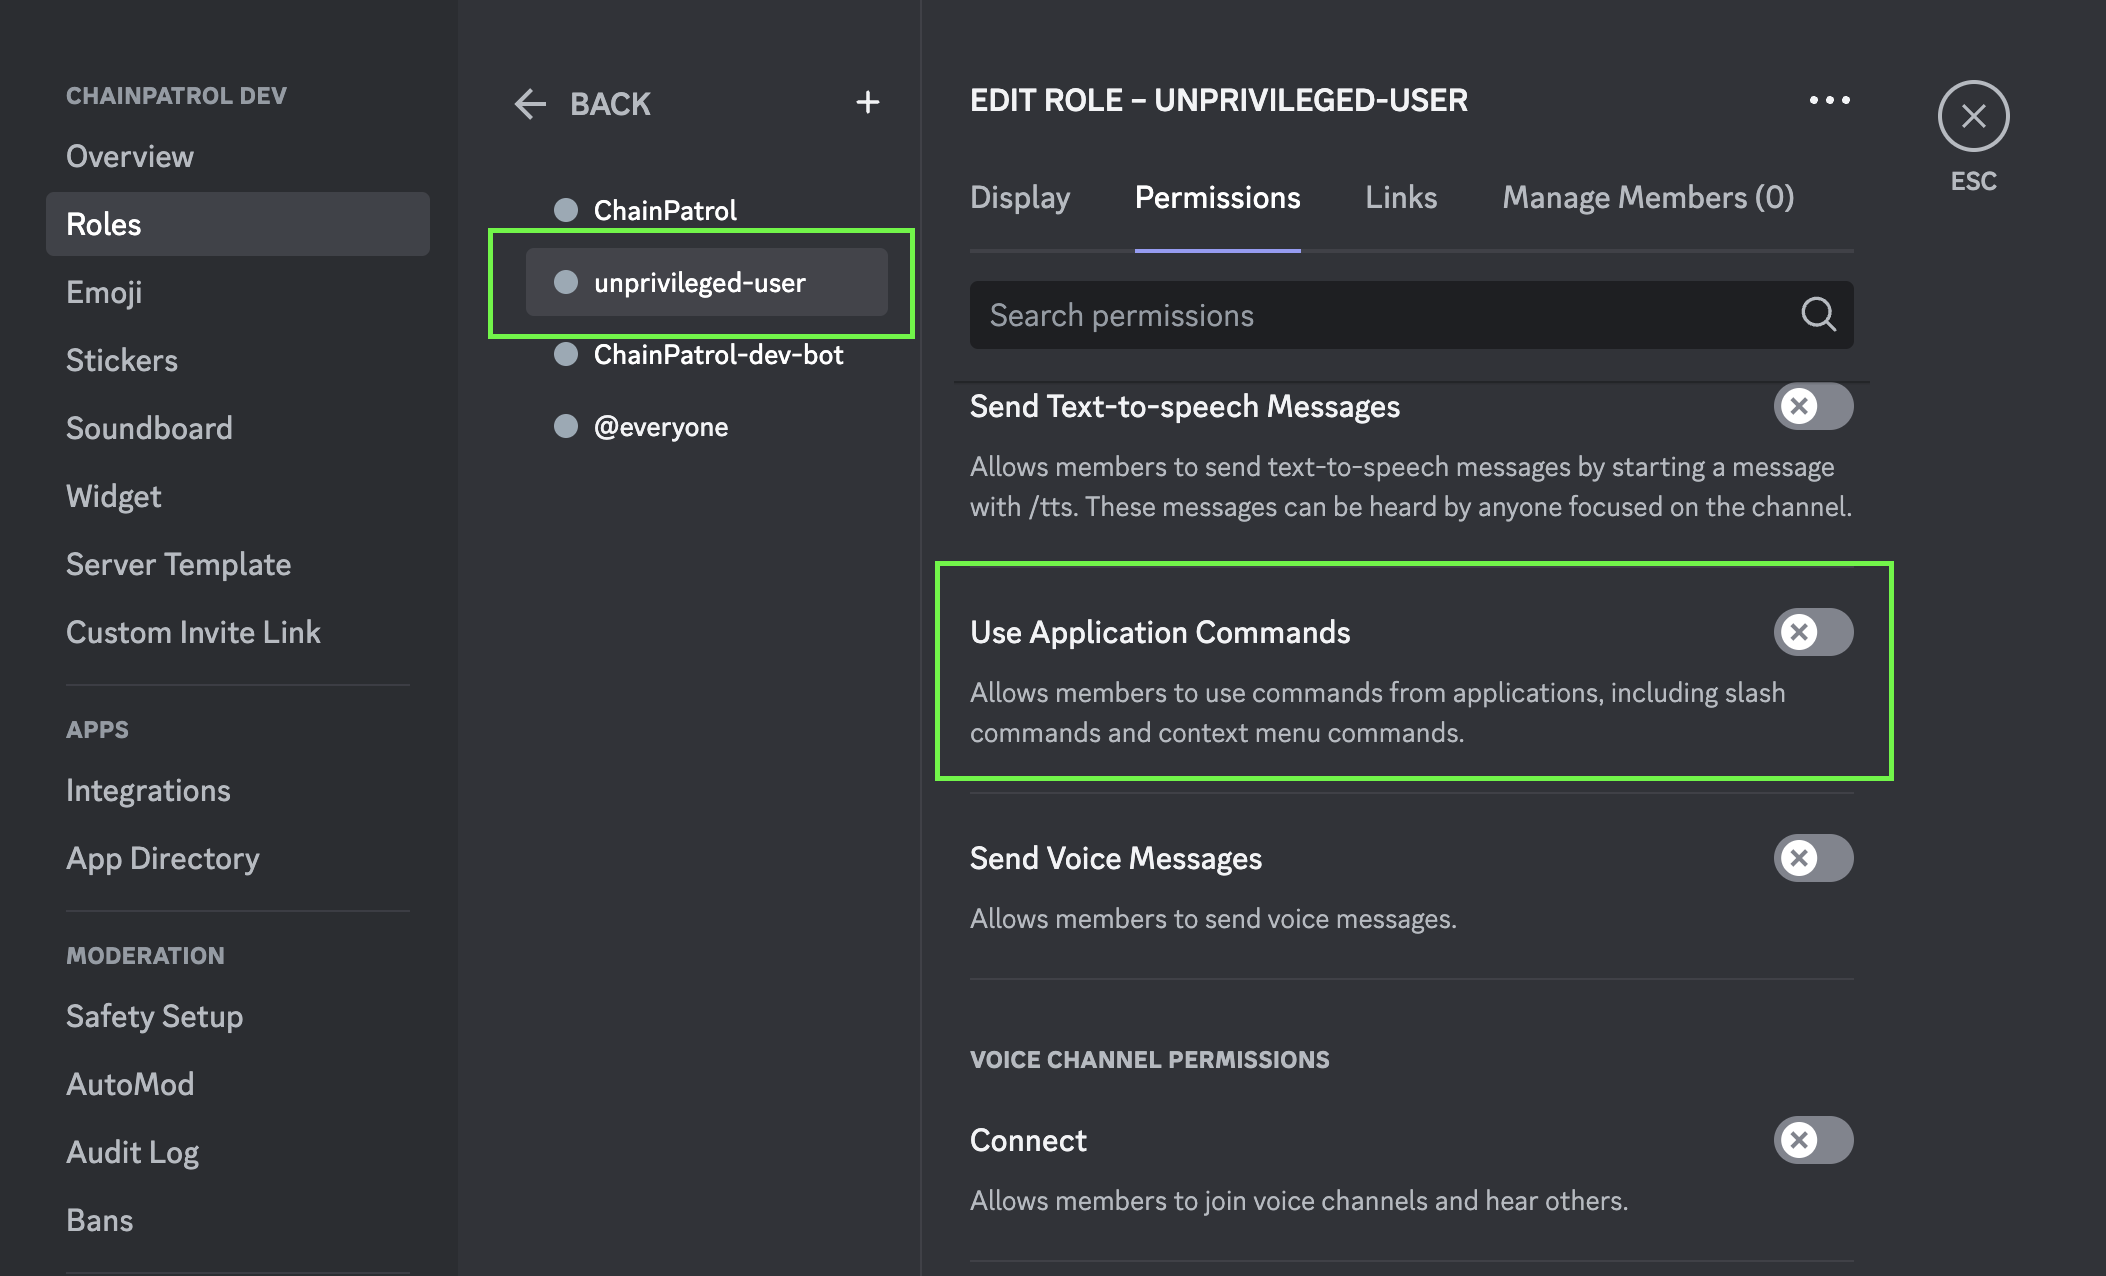 CHAINPATROL DEV
Overview
Roles
Emoji
Stickers
Soundboard
Widget
Server Template
Custom Invite Link
APPS
Integrations
App Directory
MODERATION
Safety Setup
AutoMod
Audit Log
Bans
BACK
ChainPatrol
unprivileged-user
ChainPatrol-dev-bot
@everyone
EDIT ROLE – UNPRIVILEGED-USER
Display Permissions Links Manage Members (0)
Search permissions
Send Text-to-speech Messages
Allows members to send text-to-speech messages by starting a message
with /tts. These messages can be heard by anyone focused on the channel.
Use Application Commands
Allows members to use commands from applications, including slash
commands and context menu commands.
Send Voice Messages
Allows members to send voice messages.
VOICE CHANNEL PERMISSIONS
Connect
Allows members to join voice channels and hear others.
ESC